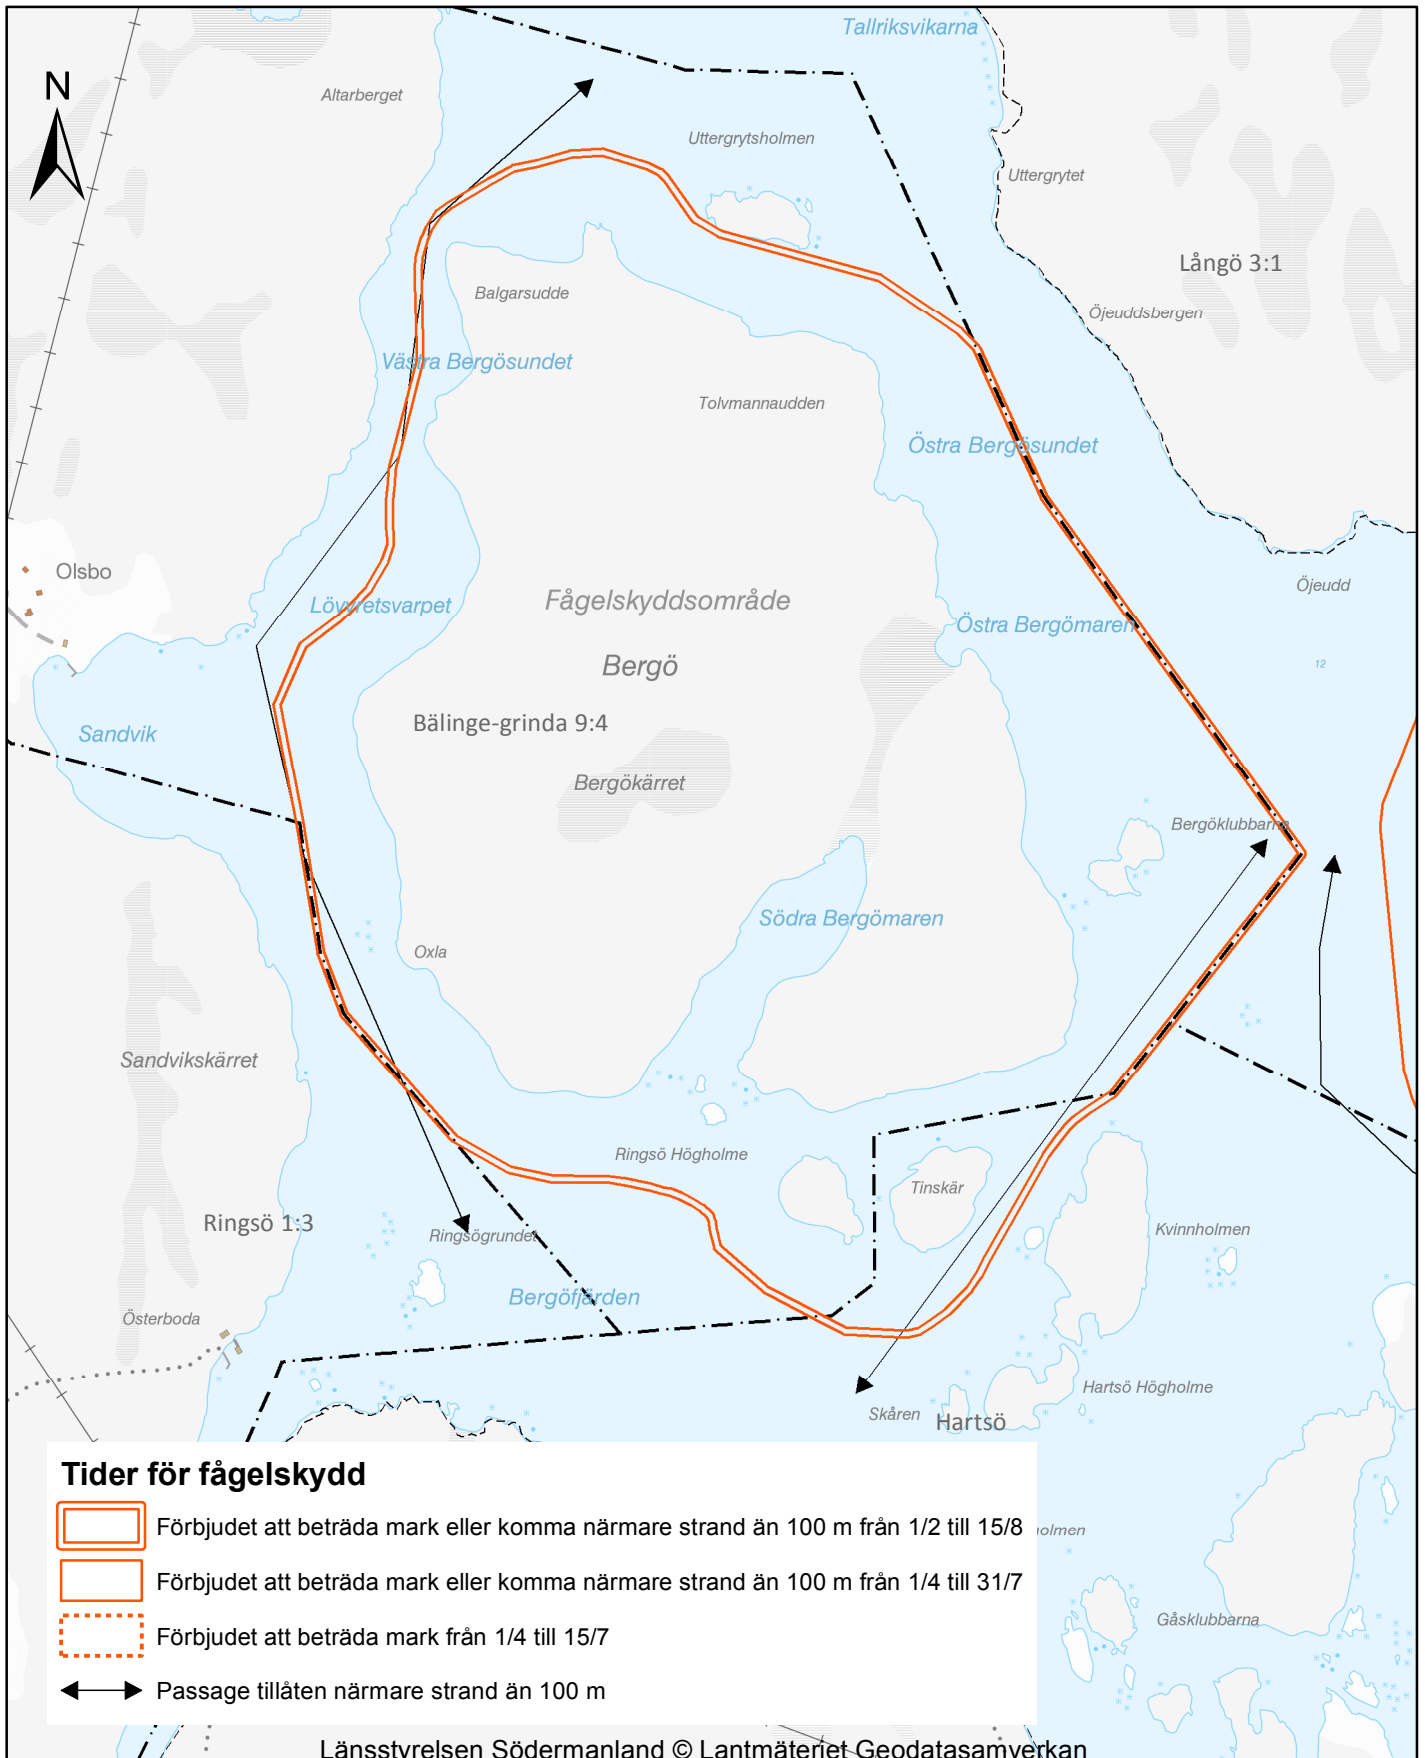 Tallriksvikarna
N
Altarberget
Uttergrytsholmen
Uttergrytet
Långö 3:1
Balgarsudde
Öjeuddsbergen
Västra Bergösundet
Tolvmannaudden
Östra Bergösundet
Olsbo
Öjeudd
Fågelskyddsområde
Lövvretsvarpet
Östra Bergömaren
Bergö
12
Bälinge-grinda 9:4
Sandvik
Bergökärret
Bergöklubbarna
Södra Bergömaren
Oxla
Sandvikskärret
Ringsö Högholme
Tinskär
Ringsö 1:3
Kvinnholmen
Ringsögrundet
Bergöfjärden
Österboda
Hartsö Högholme
Skåren
Hartsö
Tider för fågelskydd
Förbjudet att beträda mark eller komma närmare strand än 100 m från 1/2 till 15/8
holmen
Förbjudet att beträda mark eller komma närmare strand än 100 m från 1/4 till 31/7
Gåsklubbarna
Förbjudet att beträda mark från 1/4 till 15/7
Passage tillåten närmare strand än 100 m
Länsstyrelsen Södermanland © Lantmäteriet Geodatasamverkan